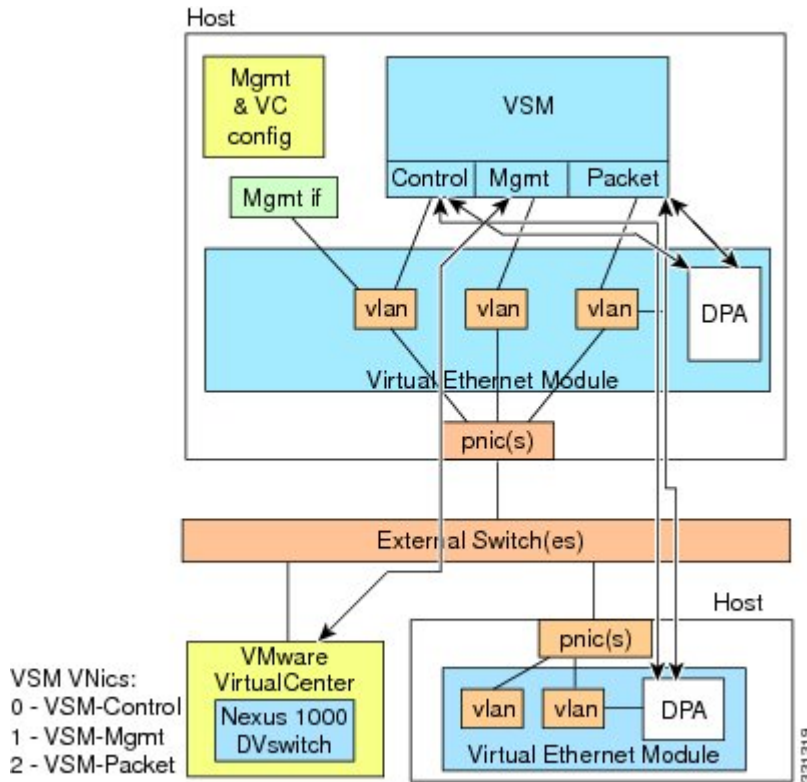 Host
Mgmt
& VC
config
VSM
Control
Mgmt
Packet
Mgmt if
vlan
vlan
vlan
DPA
Virtual Ethernet Module
pnic(s)
External Switch(es)
Host
VMware
VirtualCenter
Nexus 1000
DVswitch
pnic(s)
vlan
vlan
DPA
Virtual Ethernet Module
VSM VNics:
0 - VSM-Control
1 - VSM-Mgmt
2 - VSM-Packet